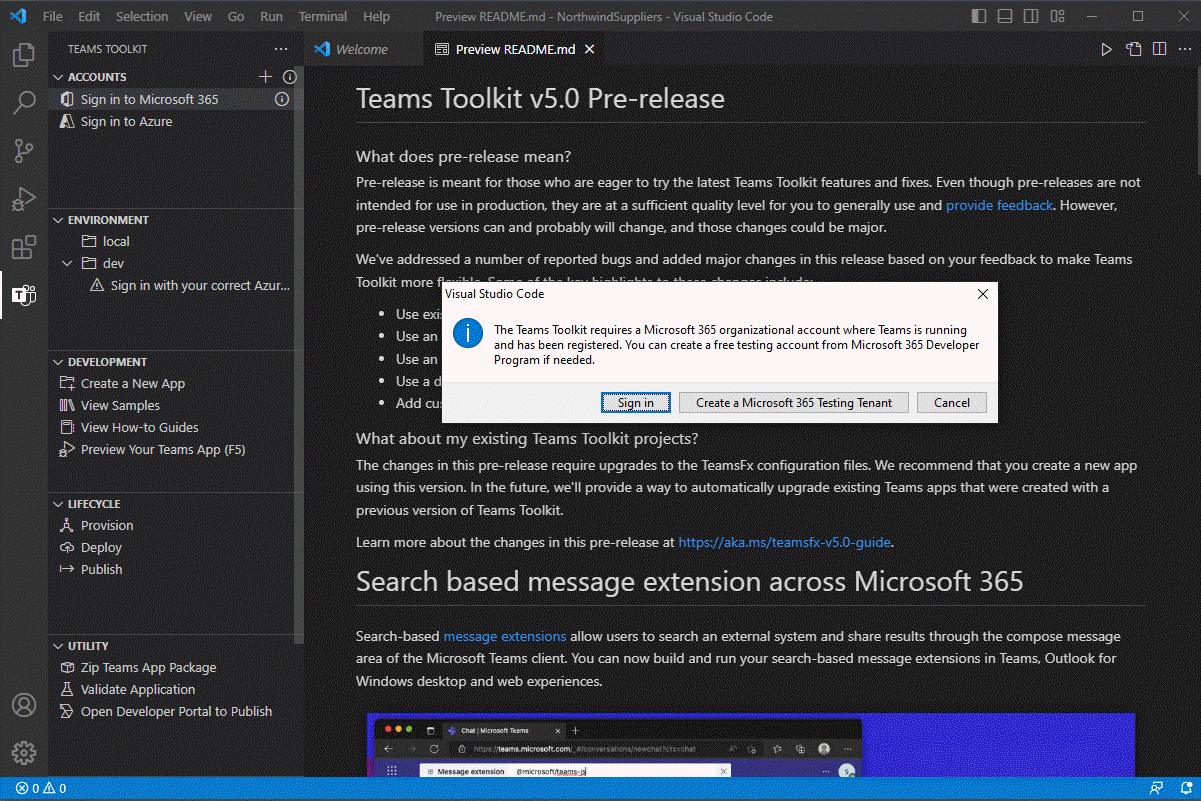 File Edit Selection View Go Run Terminal Help Preview README.md - NorthwindSuppliers - Visual Studio Code
TEAMS TOOLKIT
ACCOUNTS
Sign in to Microsoft 365
Sign in to Azure
ENVIRONMENT
local
dev
Sign in with your correct Azur...
DEVELOPMENT
Create a New App
View Samples
View How-to Guides
Preview Your Teams App (F5)
LIFECYCLE
Provision
Deploy
Publish
UTILITY
Zip Teams App Package
Validate Application
Open Developer Portal to Publish
Welcome
Preview README.md
Teams Toolkit v5.0 Pre-release
What does pre-release mean?
Pre-release is meant for those who are eager to try the latest Teams Toolkit features and fixes. Even though pre-releases are not
intended for use in production, they are at a sufficient quality level for you to generally use and provide feedback. However,
pre-release versions can and probably will change, and those changes could be major.
We've addressed a number of reported bugs and added major changes in this release based on your feedback to make Teams
Toolkit more flexible. Some of the key highlights to these changes include:
Use exis
Use an
Use an
Use a d
Add cus
Visual Studio Code
The Teams Toolkit requires a Microsoft 365 organizational account where Teams is running
and has been registered. You can create a free testing account from Microsoft 365 Developer
Program if needed.
Sign in
Create a Microsoft 365 Testing Tenant
Cancel
What about my existing Teams Toolkit projects?
The changes in this pre-release require upgrades to the TeamsFx configuration files. We recommend that you create a new app
using this version. In the future, we'll provide a way to automatically upgrade existing Teams apps that were created with a
previous version of Teams Toolkit.
Learn more about the changes in this pre-release at https://aka.ms/teamsfx-v5.0-guide.
Search based message extension across Microsoft 365
Search-based message extensions allow users to search an external system and share results through the compose message
area of the Microsoft Teams client. You can now build and run your search-based message extensions in Teams, Outlook for
Windows desktop and web experiences.
Chat | Microsoft Teams
https://teams.microsoft.com/_#/conversations/newchat?ctx=chat
Message extension @microsoft/teams-js
S
0 0